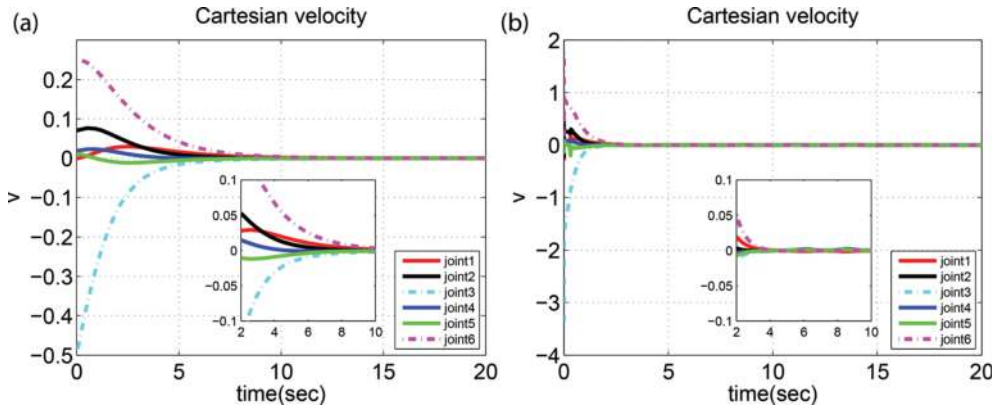 (a)
Cartesian velocity
0.2
0.1
0
−0.1
−0.2
−0.3
−0.4
−0.5
v
0.1
0.05
0
−0.05
−0.1
2 4 6 8 10
joint1
joint2
joint3
joint4
joint5
joint6
0 5 10 15 20
time(sec)
(b)
Cartesian velocity
2
1
0
−1
−2
−3
−4
v
0.1
0.05
0
−0.05
−0.1
2 4 6 8 10
joint1
joint2
joint3
joint4
joint5
joint6
0 5 10 15 20
time(sec)